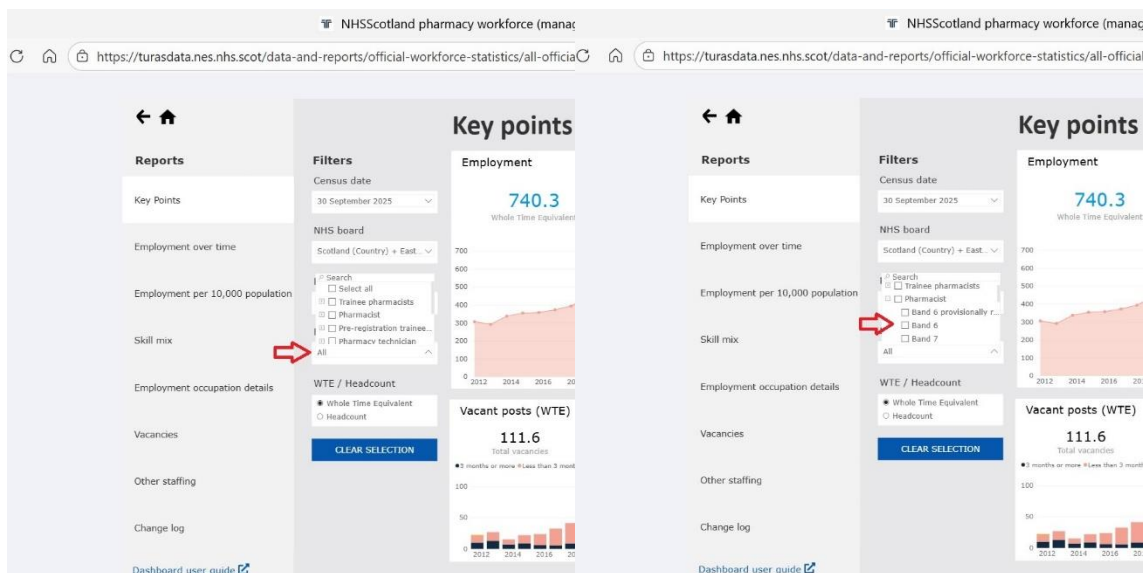 NHSScotland pharmacy workforce (manag
https://turasdata.nes.nhs.scot/data-and-reports/official-workforce-statistics/all-officia
Key points
Reports
Key Points
Employment over time
Employment per 10,000 population
Skill mix
Employment occupation details
Vacancies
Other staffing
Change log
Dashboard user guide
Filters
Census date
30 September 2025
NHS board
Scotland (Country) + East..
Search
Select all
Trainee pharmacists
Pharmacist
Pre-registration trainee...
Pharmacy technician
All
WTE / Headcount
Whole Time Equivalent
Headcount
CLEAR SELECTION
Employment
740.3
Whole Time Equivalent
700
600
500
400
300
200
100
0
2012 2014 2016 20
Vacant posts (WTE)
111.6
Total vacancies
3 months or more Less than 3 mont
100
50
0
2012 2014 2016 20
NHSScotland pharmacy workforce (manag
https://turasdata.nes.nhs.scot/data-and-reports/official-workforce-statistics/all-official
Key points
Reports
Key Points
Employment over time
Employment per 10,000 population
Skill mix
Employment occupation details
Vacancies
Other staffing
Change log
Dashboard user guide
Filters
Census date
30 September 2025
NHS board
Scotland (Country) + East..
Search
Trainee pharmacists
Pharmacist
Band 6 provisionally r...
Band 6
Band 7
All
WTE / Headcount
Whole Time Equivalent
Headcount
CLEAR SELECTION
Employment
740.3
Whole Time Equivalent
700
600
500
400
300
200
100
0
2012 2014 2016 20
Vacant posts (WTE)
111.6
Total vacancies
3 months or more Less than 3 mont
100
50
0
2012 2014 2016 20